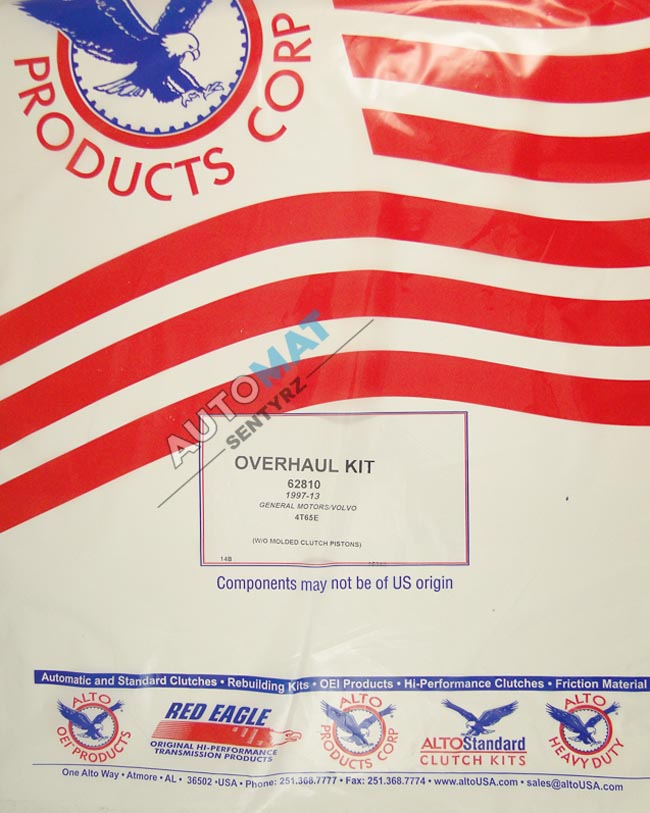 PRODUCTS CORP
AUTOMAT
SENTYRZ
OVERHAUL KIT
62810
1997-13
GENERAL MOTORS/VOLVO
4T65E
(W/O MOLDED CLUTCH PISTONS)
14B
Components may not be of US origin
Automatic and Standard Clutches • Rebuilding Kits • OEI Products • Hi-Performance Clutches • Friction Material
ALTO
OEI PRODUCTS
RED EAGLE
ORIGINAL HI-PERFORMANCE
TRANSMISSION PRODUCTS
ALTO
PRODUCTS CORP
ALTOStandard
CLUTCH KITS
ALTO
HEAVY DUTY
One Alto Way • Atmore • AL • 36502 •USA • Phone: 251.368.7777 • Fax: 251.368.7774 • www.altoUSA.com • sales@altoUSA.com